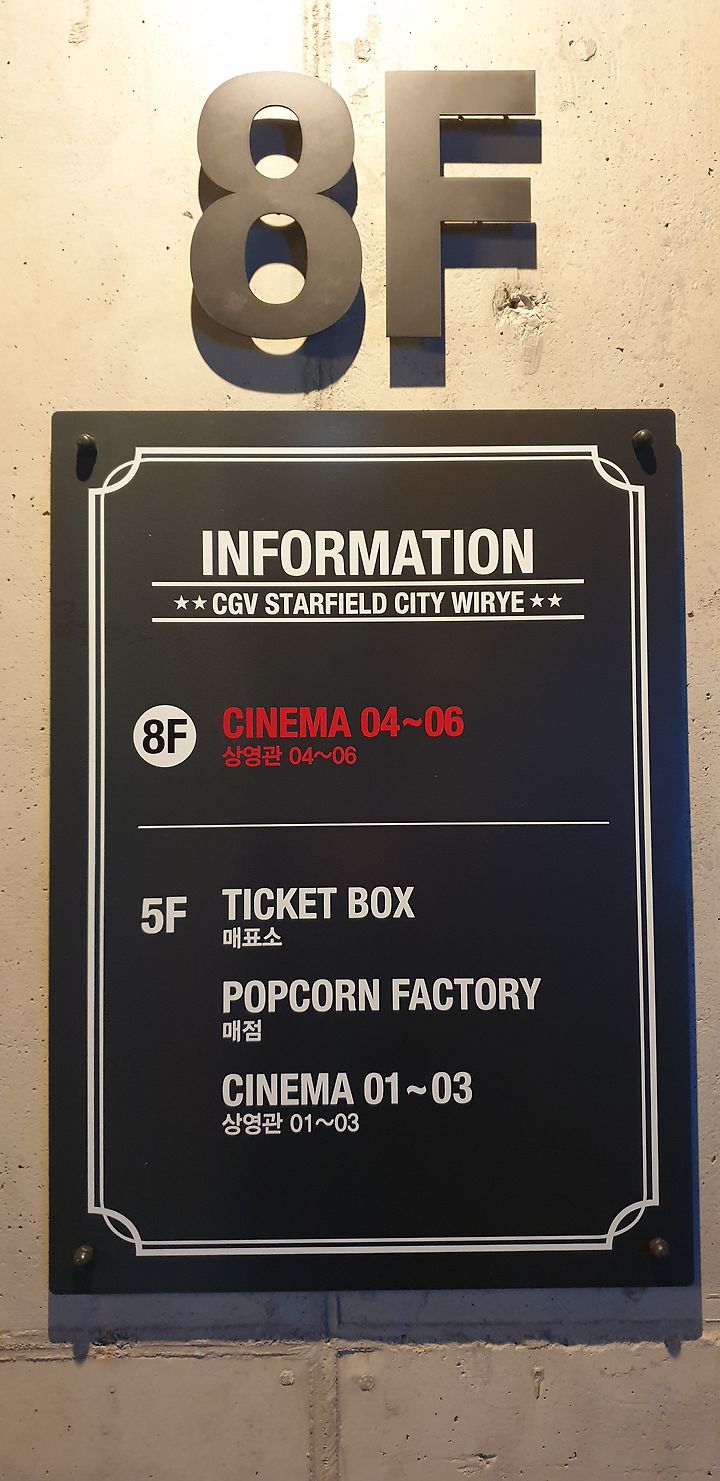 8F
INFORMATION
★★CGV STARFIELD CITY WIRYE★★
8F CINEMA 04~06
상영관 04~06
5F TICKET BOX
매표소
POPCORN FACTORY
매점
CINEMA 01~03
상영관 01~03